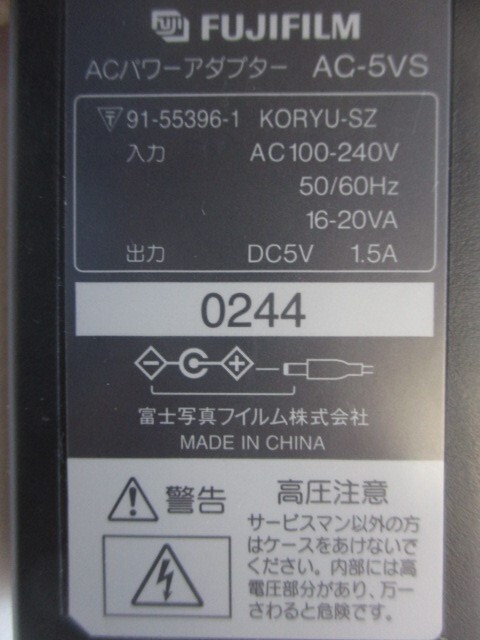 FUJI FUJIFILM
ACパワーアダプター AC-5VS
〒 91-55396-1 KORYU-SZ
入力 AC100-240V
50/60Hz
16-20VA
出力 DC5V 1.5A
0244
富士写真フイルム株式会社
MADE IN CHINA
警告
高圧注意
サービスマン以外の方
はケースをあけないで
ください。内部には高
電圧部分があり、万一
さわると危険です。